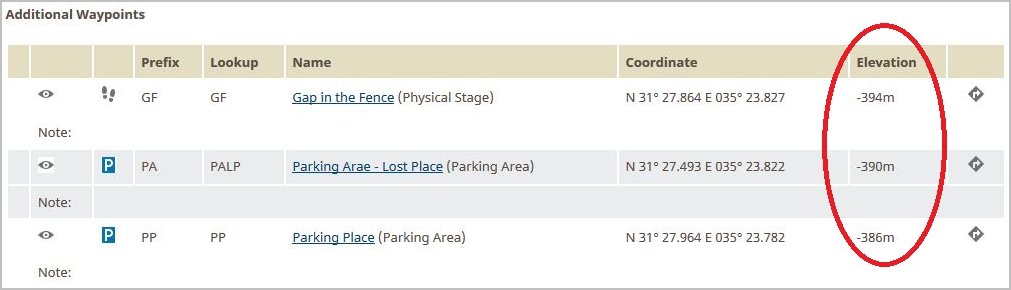 Additional Waypoints
Prefix Lookup Name Coordinate Elevation
GF GF Gap in the Fence (Physical Stage) N 31° 27.864 E 035° 23.827 -394m
Note:
P PA PALP Parking Arae - Lost Place (Parking Area) N 31° 27.493 E 035° 23.822 -390m
Note:
P PP PP Parking Place (Parking Area) N 31° 27.964 E 035° 23.782 -386m
Note: